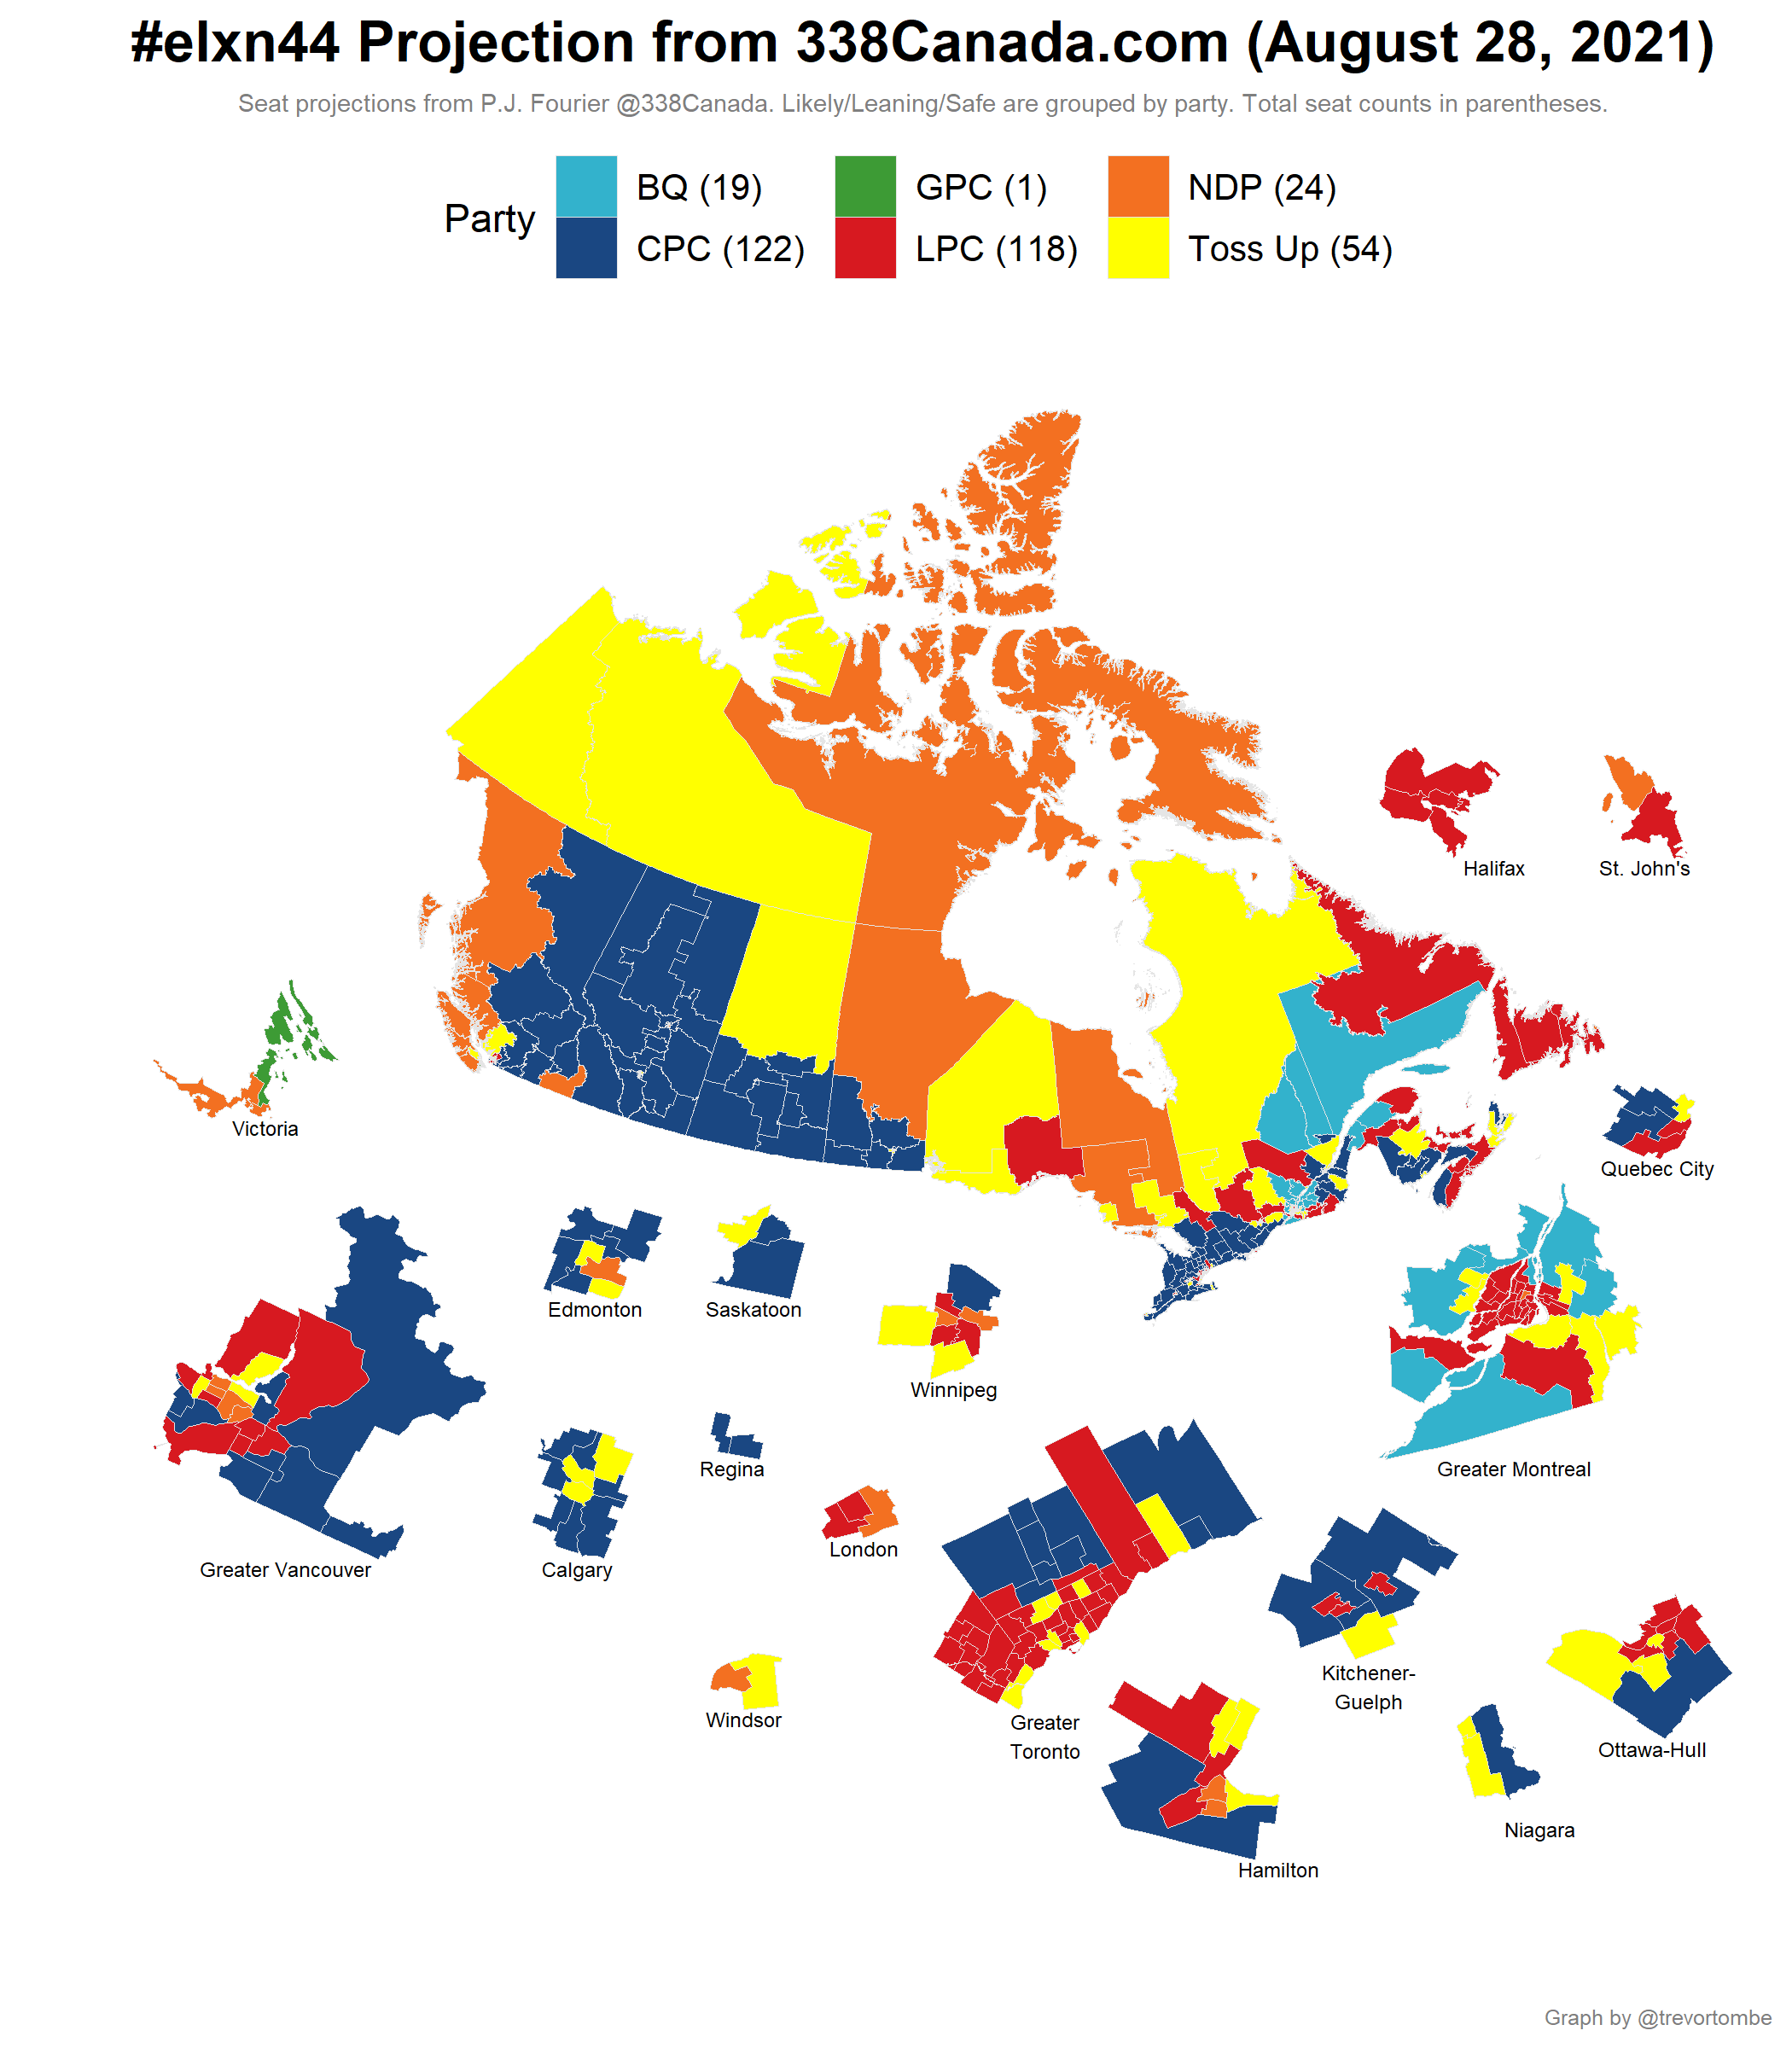 #elxn44 Projection from 338Canada.com (August 28, 2021)
Seat projections from P.J. Fourier @338Canada. Likely/Leaning/Safe are grouped by party. Total seat counts in parentheses.
Party
BQ (19)
GPC (1)
NDP (24)
CPC (122)
LPC (118)
Toss Up (54)
Halifax
St. John's
Victoria
Quebec City
Edmonton
Saskatoon
Winnipeg
Regina
Greater Montreal
London
Greater Vancouver
Calgary
Kitchener-
Guelph
Windsor
Greater
Toronto
Ottawa-Hull
Niagara
Hamilton
Graph by @trevortombe